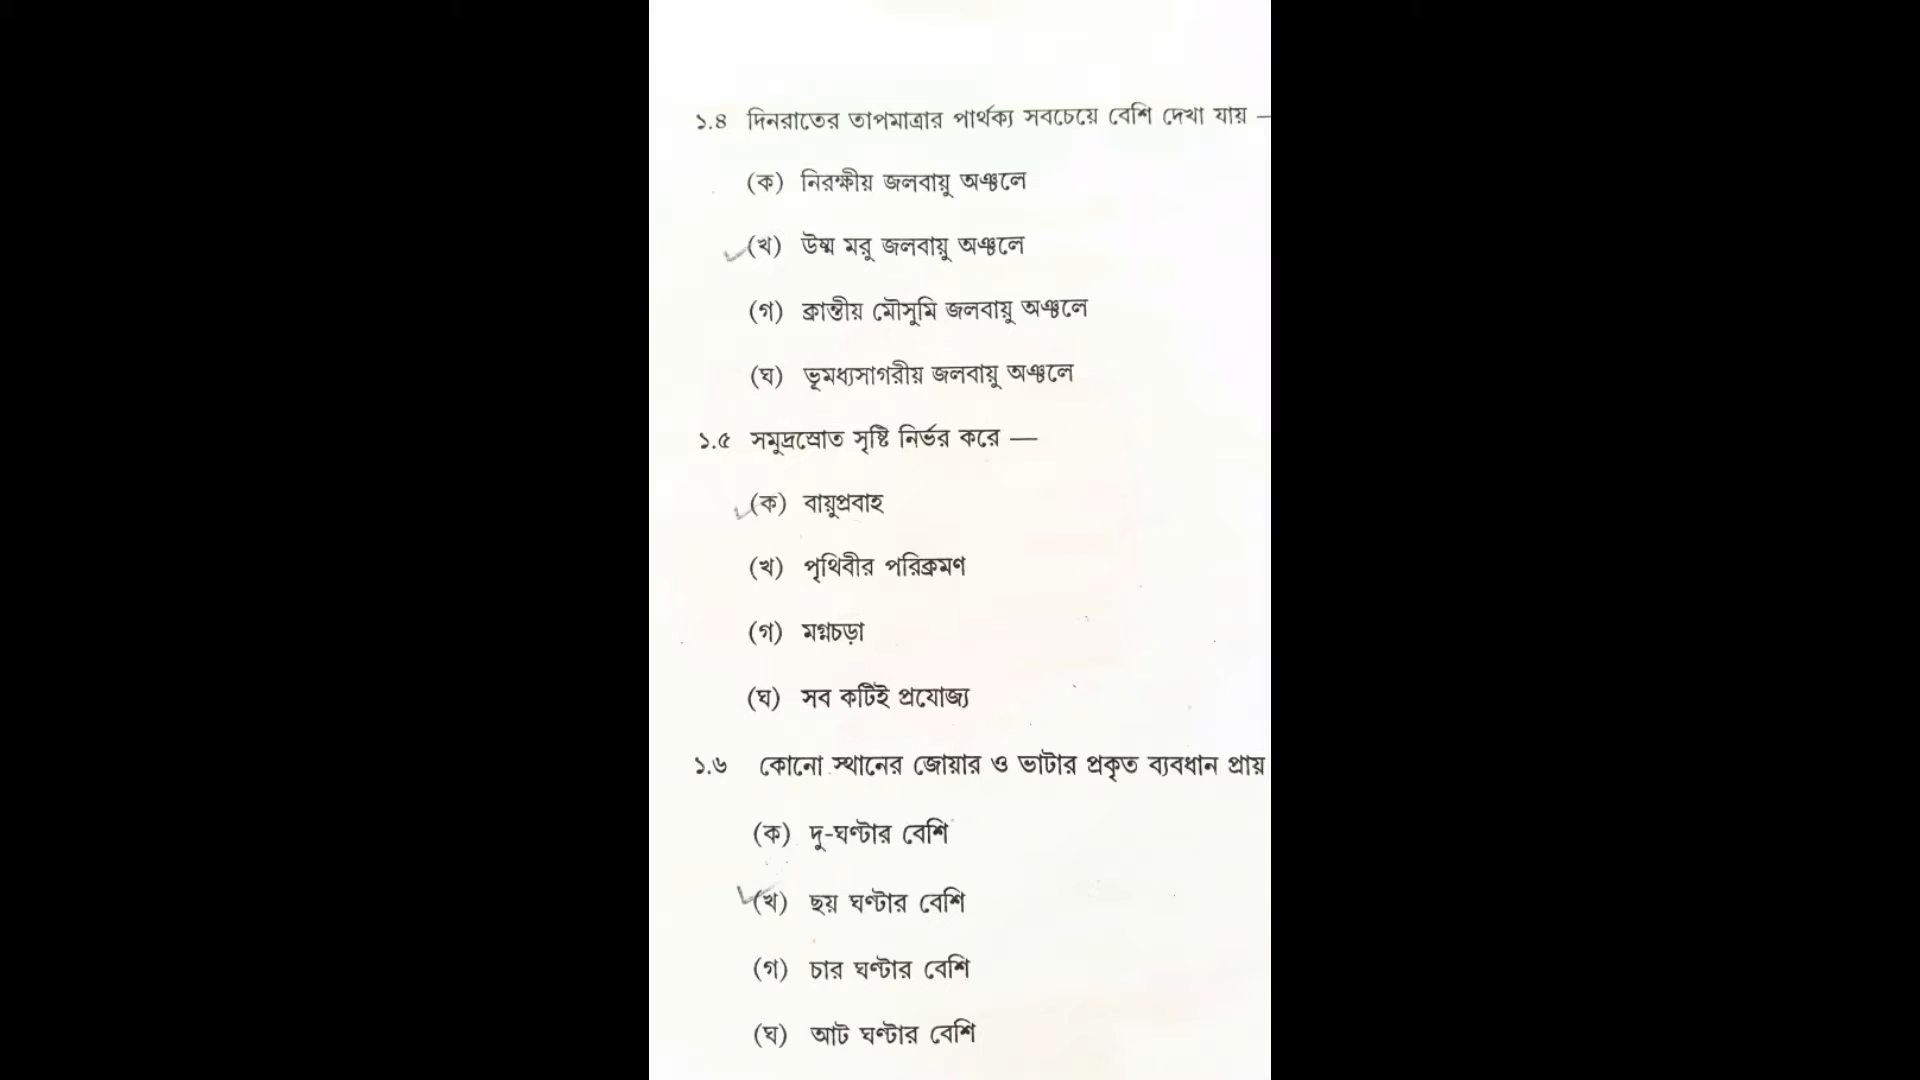 ১.৪ দিনরাতের তাপমাত্রার পার্থক্য সবচেয়ে বেশি দেখা যায় —
(ক) নিরক্ষীয় জলবায়ু অঞ্চলে
(খ) উষ্ম মরু জলবায়ু অঞ্চলে
(গ) ক্রান্তীয় মৌসুমি জলবায়ু অঞ্চলে
(ঘ) ভূমধ্যসাগরীয় জলবায়ু অঞ্চলে
১.৫ সমুদ্রস্রোত সৃষ্টি নির্ভর করে —
(ক) বায়ুপ্রবাহ
(খ) পৃথিবীর পরিক্রমণ
(গ) মগ্নচড়া
(ঘ) সব কটিই প্রযোজ্য
১.৬ কোনো স্থানের জোয়ার ও ভাটার প্রকৃত ব্যবধান প্রায়
(ক) দু-ঘণ্টার বেশি
(খ) ছয় ঘণ্টার বেশি
(গ) চার ঘণ্টার বেশি
(ঘ) আট ঘণ্টার বেশি